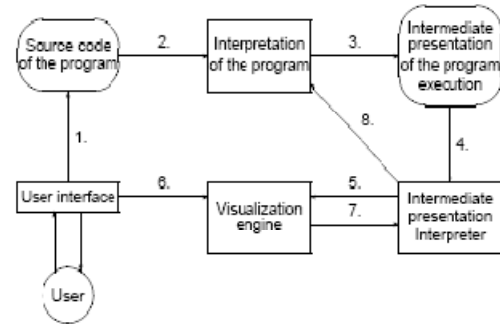 Source code
of the program
2.
Interpretation
of the program
3.
Intermediate
presentation
of the program
execution
1.
8.
4.
User interface
6.
Visualization
engine
5.
7.
Intermediate
presentation
Interpreter
User